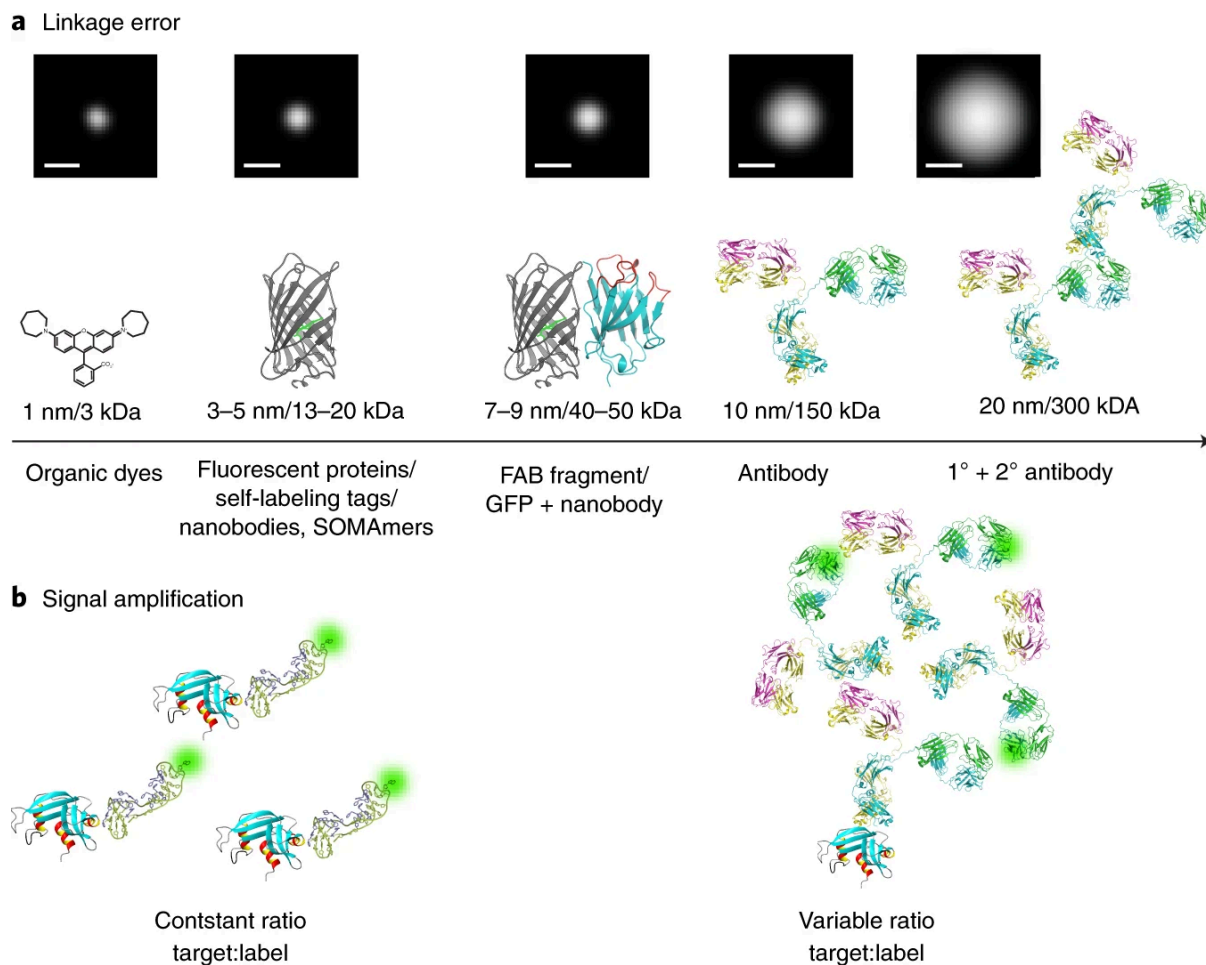 a Linkage error
1 nm/3 kDa
3–5 nm/13–20 kDa
7–9 nm/40–50 kDa
10 nm/150 kDa
20 nm/300 kDA
Organic dyes
Fluorescent proteins/
self-labeling tags/
nanobodies, SOMAmers
FAB fragment/
GFP + nanobody
Antibody
1° + 2° antibody
b Signal amplification
Contstant ratio
target:label
Variable ratio
target:label